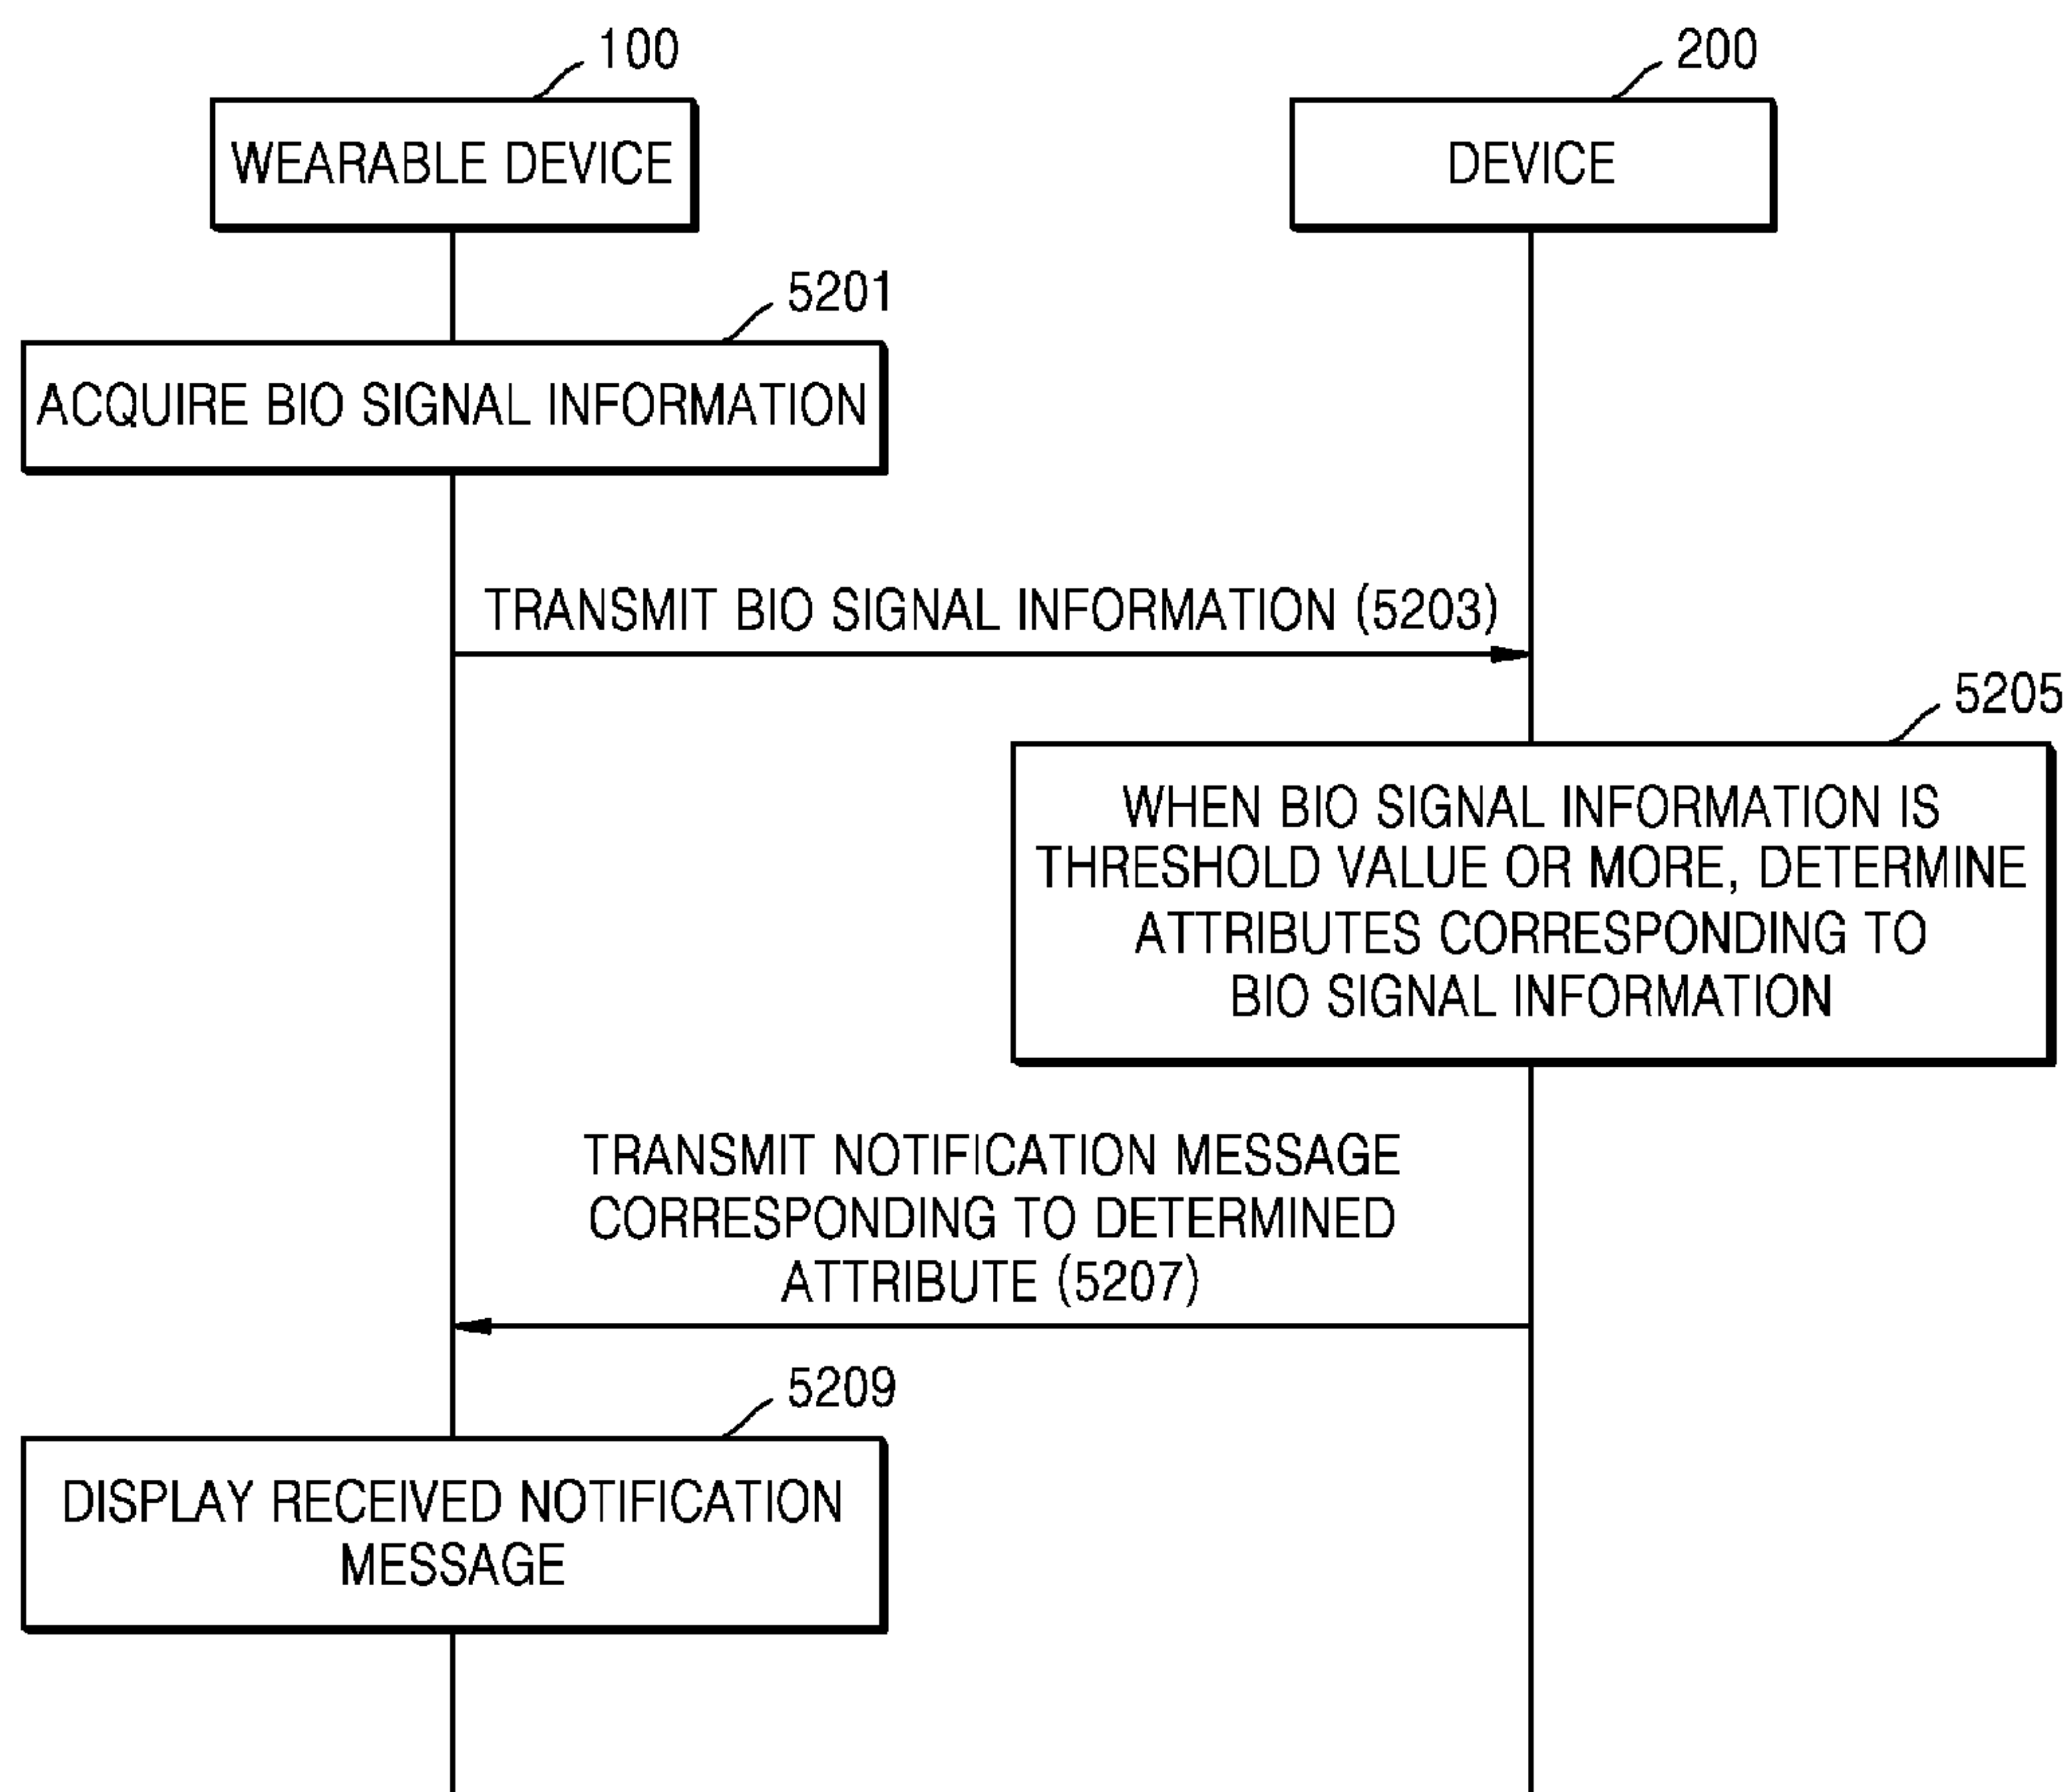 100
200
WEARABLE DEVICE
DEVICE
5201
ACQUIRE BIO SIGNAL INFORMATION
TRANSMIT BIO SIGNAL INFORMATION (5203)
5205
WHEN BIO SIGNAL INFORMATION IS
THRESHOLD VALUE OR MORE, DETERMINE
ATTRIBUTES CORRESPONDING TO
BIO SIGNAL INFORMATION
TRANSMIT NOTIFICATION MESSAGE
CORRESPONDING TO DETERMINED
ATTRIBUTE (5207)
5209
DISPLAY RECEIVED NOTIFICATION
MESSAGE